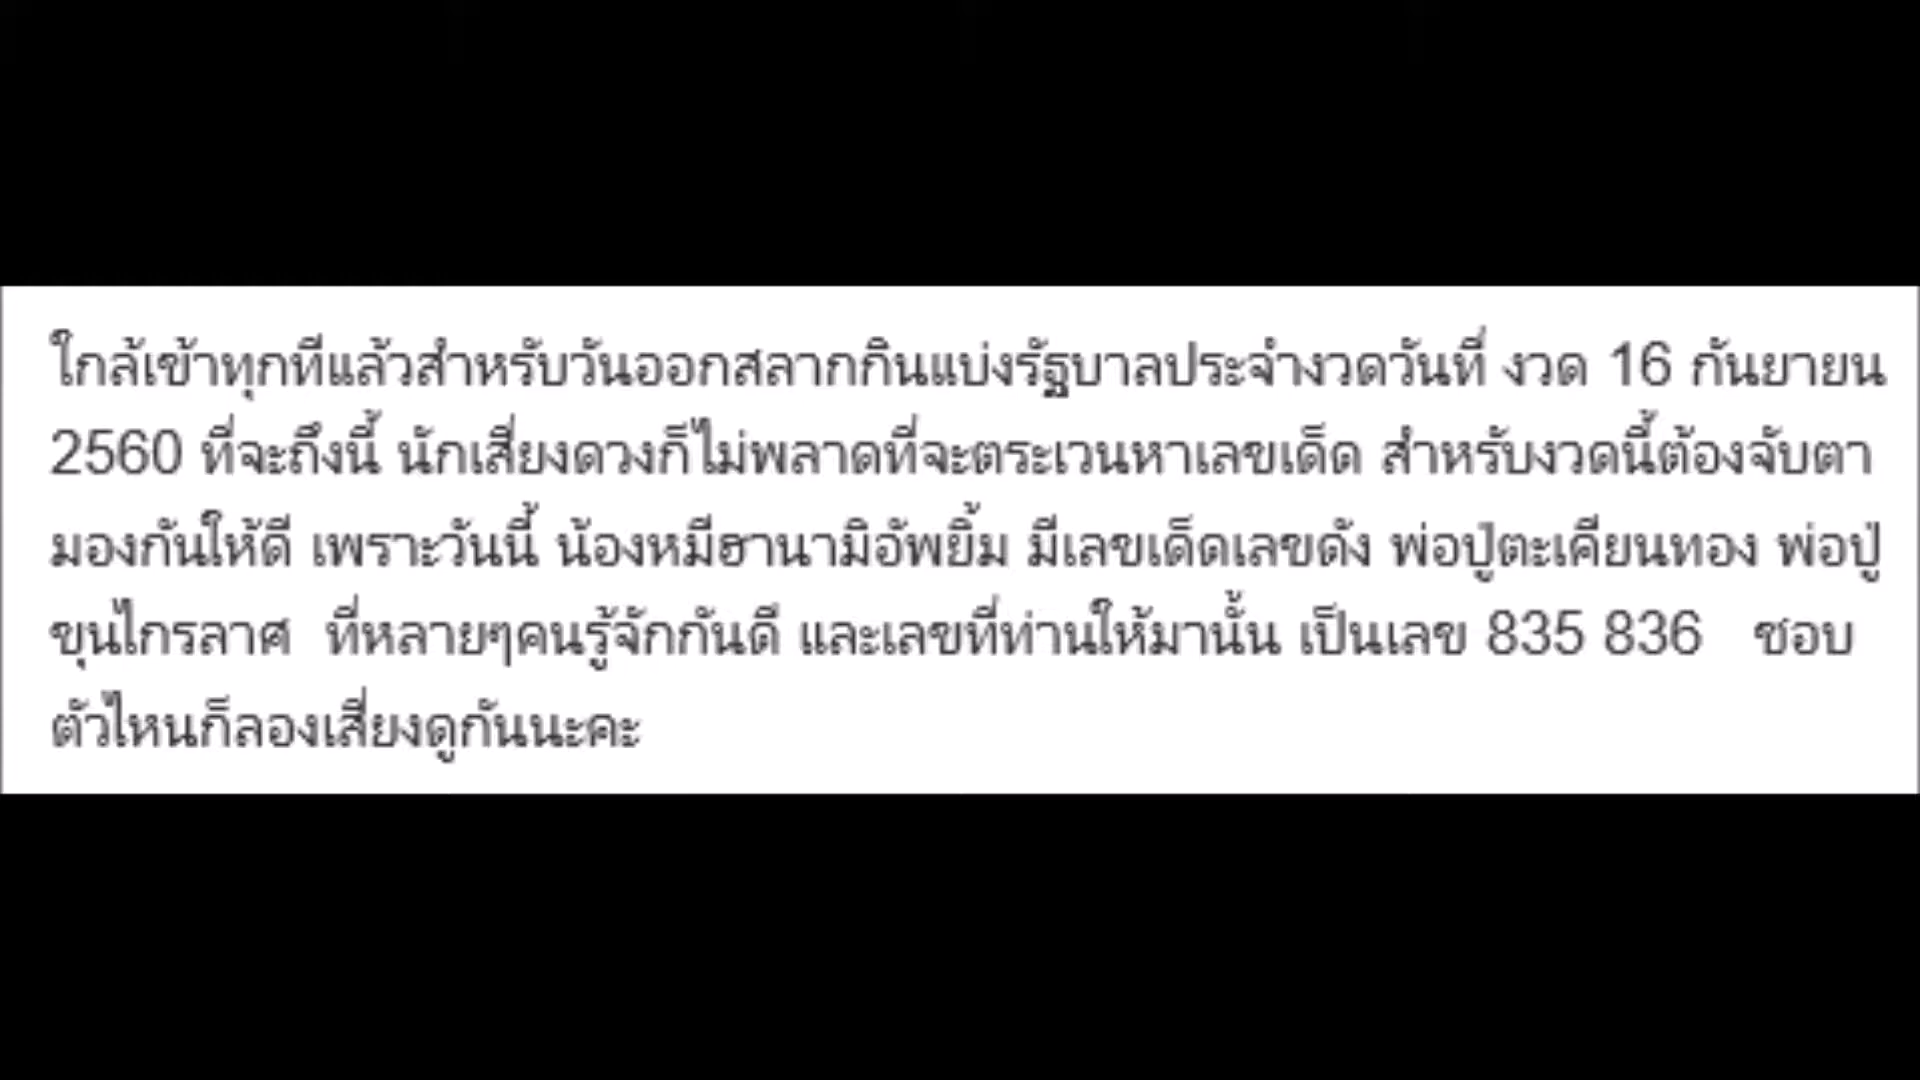 ใกล้เข้าทุกทีแล้วสำหรับวันออกสลากกินแบ่งรัฐบาลประจำงวดวันที่ งวด 16 กันยายน
2560 ที่จะถึงนี้ นักเสี่ยงดวงก็ไม่พลาดที่จะตระเวนหาเลขเด็ด สำหรับงวดนี้ต้องจับตา
มองกันให้ดี เพราะวันนี้ น้องหมีฮานามิอัพยิ้ม มีเลขเด็ดเลขดัง พ่อปู่ตะเคียนทอง พ่อปู่
ขุนไกรลาศ ที่หลายๆคนรู้จักกันดี และเลขที่ท่านให้มานั้น เป็นเลข 835 836 ชอบ
ตัวไหนก็ลองเสี่ยงดูกันนะคะ